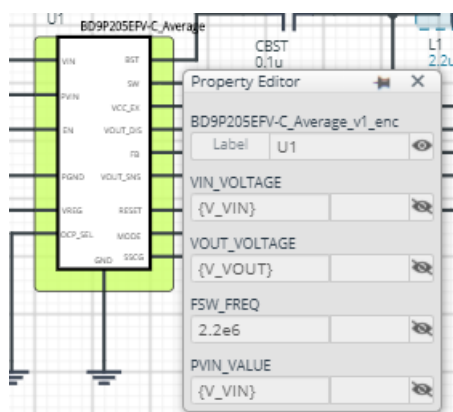 U1
BD9P205EFV-C_Average
VIN
BST
SW
PVIN
VCC_EX
EN
VOUT_DIS
FB
PGND
VOUT_SNS
VREG
RESET
OCP_SEL
MODE
GND
SSCG
CBST
0.1u
L1
2.2u
Property Editor
BD9P205EFV-C_Average_v1_enc
Label
U1
VIN_VOLTAGE
{V_VIN}
VOUT_VOLTAGE
{V_VOUT}
FSW_FREQ
2.2e6
PVIN_VALUE
{V_VIN}